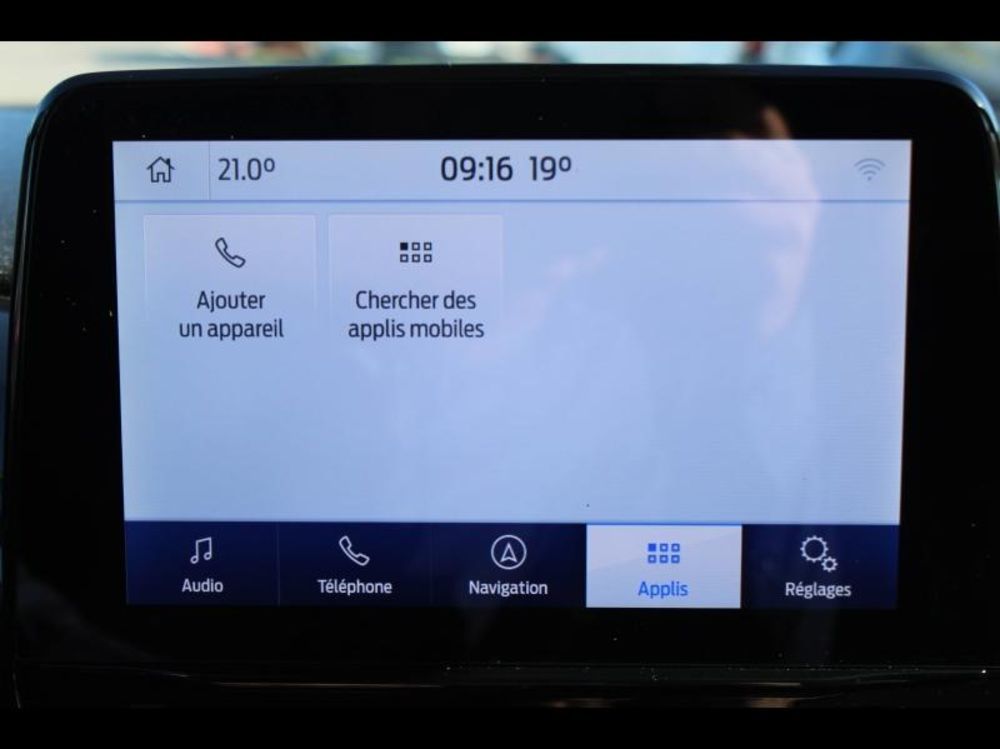 21.0° 09:16 19°
Ajouter
un appareil
Chercher des
applis mobiles
Audio Téléphone Navigation Applis Réglages